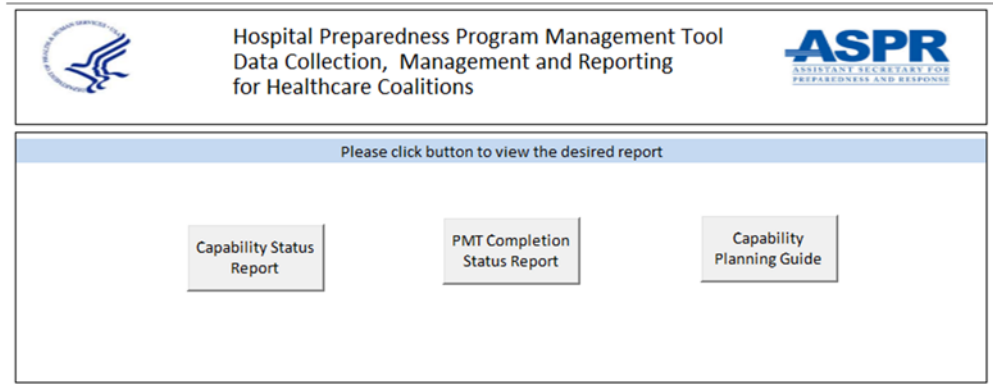 Hospital Preparedness Program Management Tool
Data Collection, Management and Reporting
for Healthcare Coalitions
ASPR
ASSISTANT SECRETARY FOR
PREPAREDNESS AND RESPONSE
Please click button to view the desired report
Capability Status
Report
PMT Completion
Status Report
Capability
Planning Guide